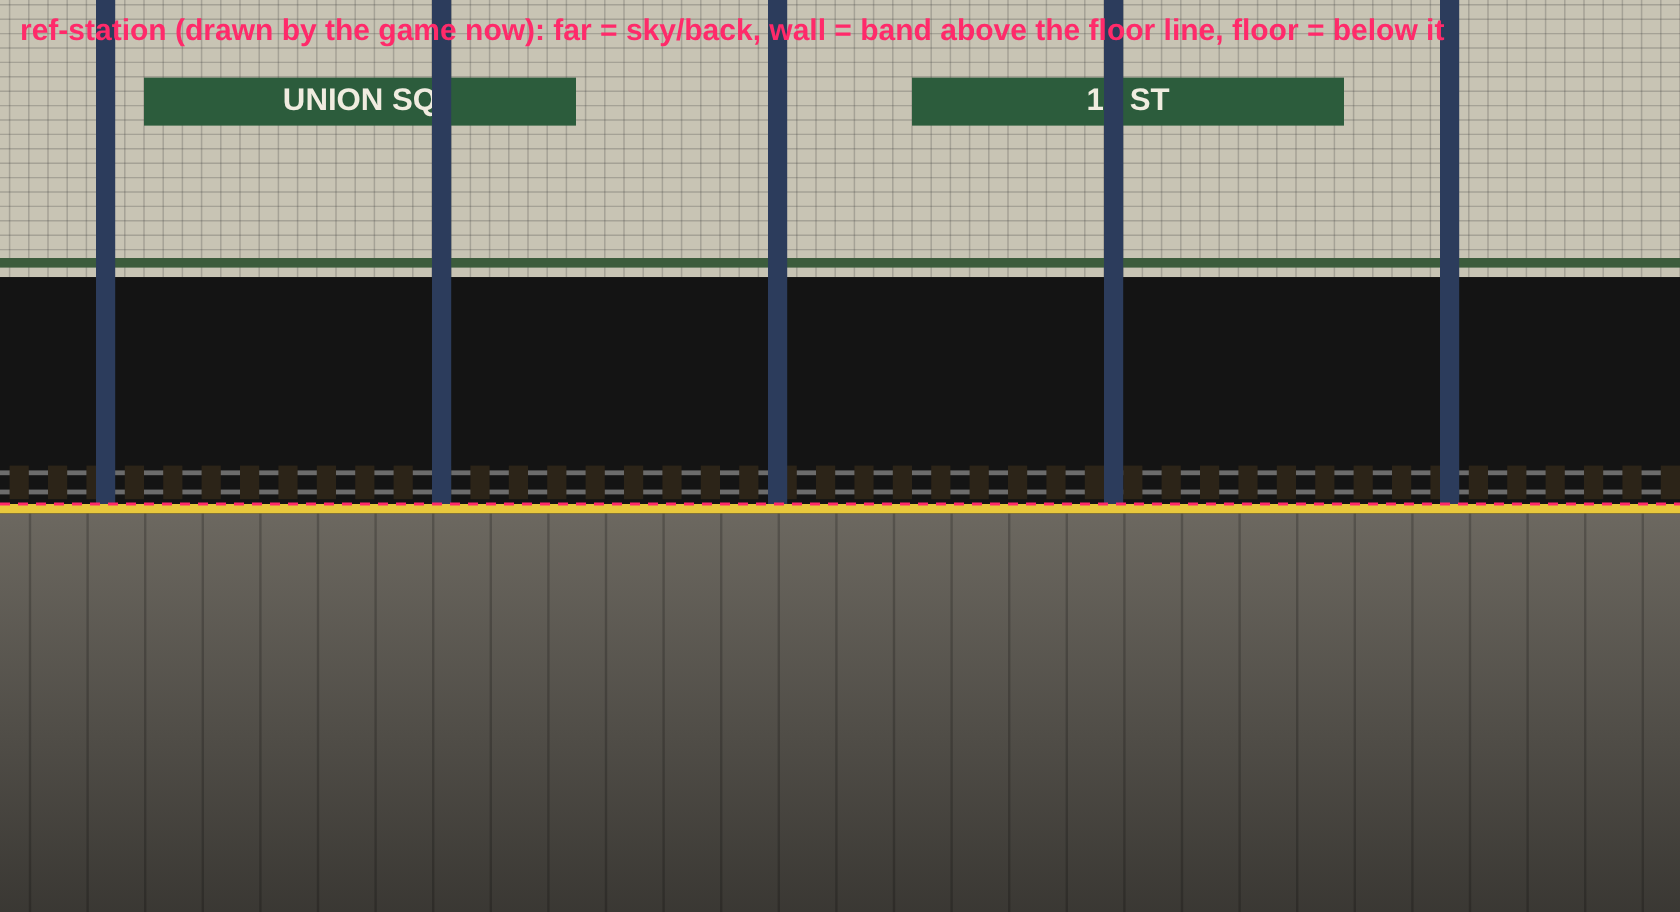 ref-station (drawn by the game now): far = sky/back, wall = band above the floor line, floor = below it
UNION SQ
ST